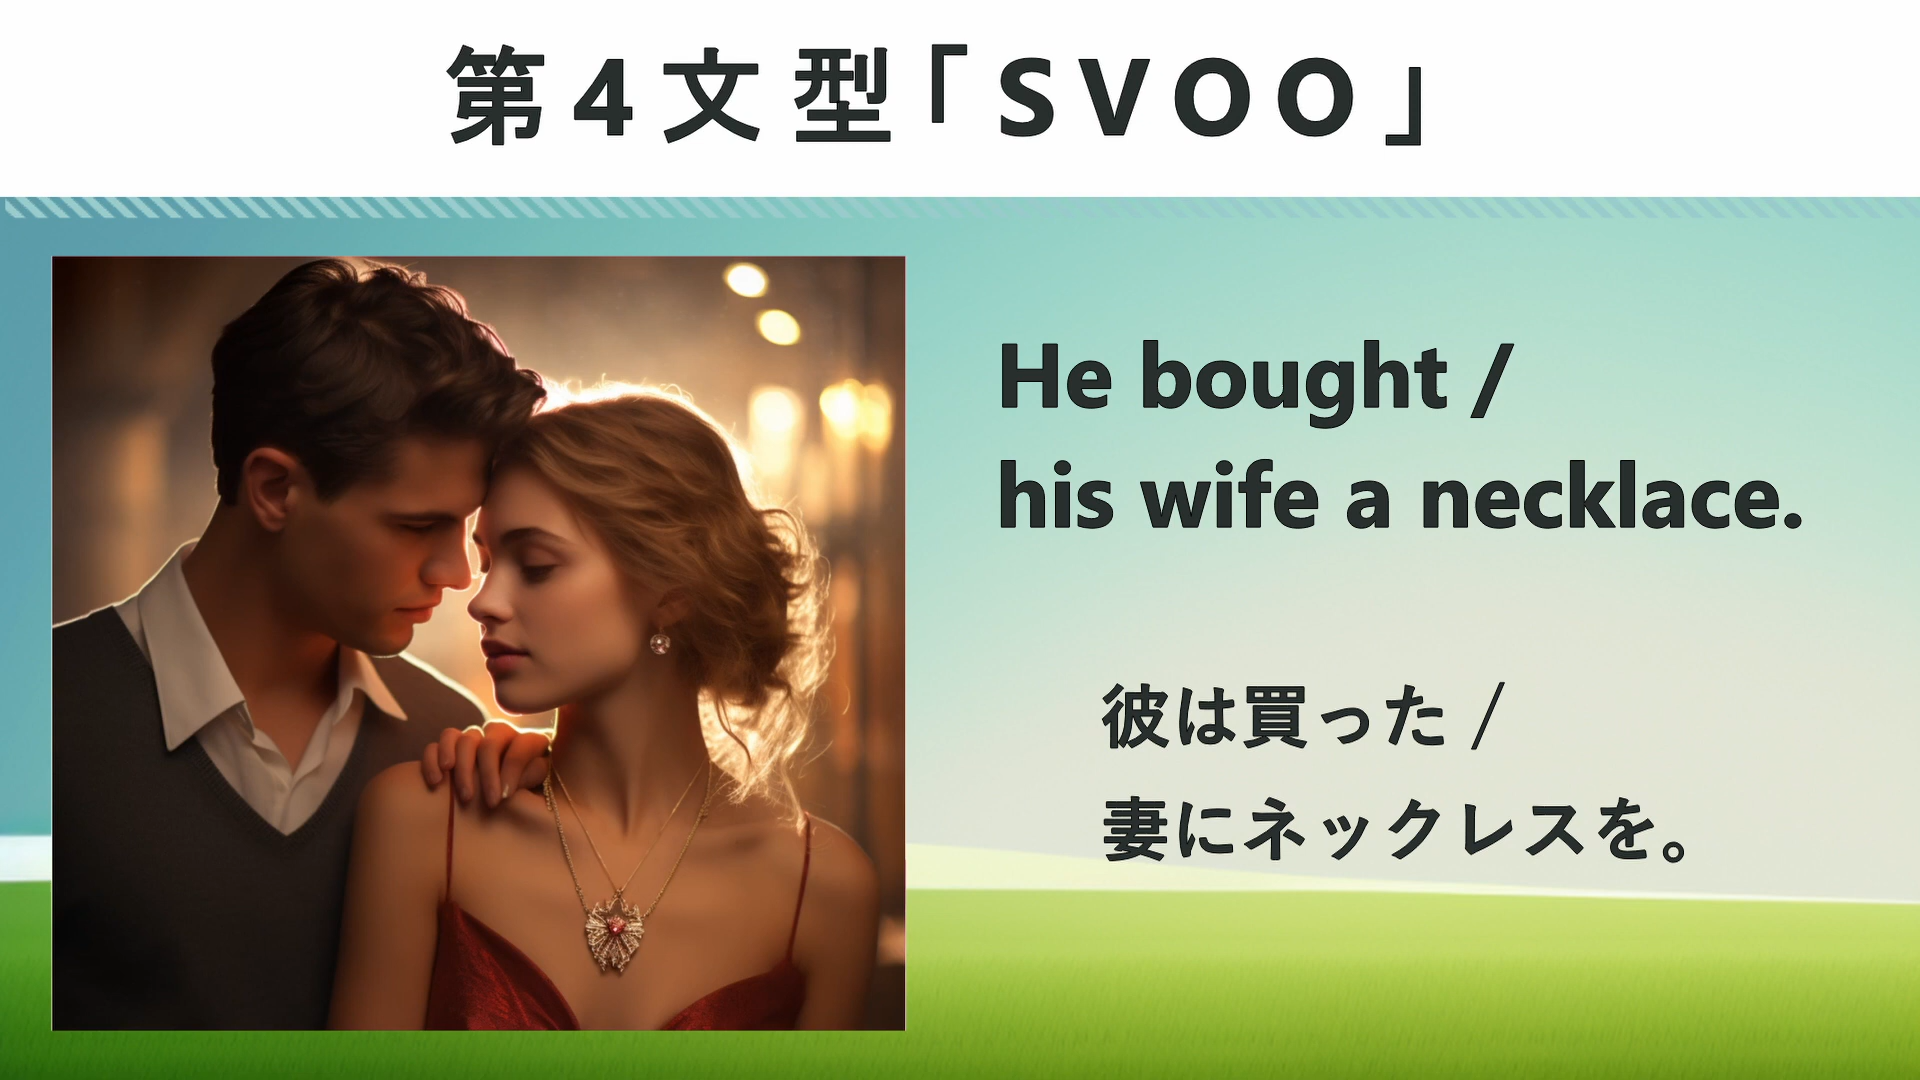 第4文型「SVOO」
He bought /
his wife a necklace.
彼は買った /
妻にネックレスを。